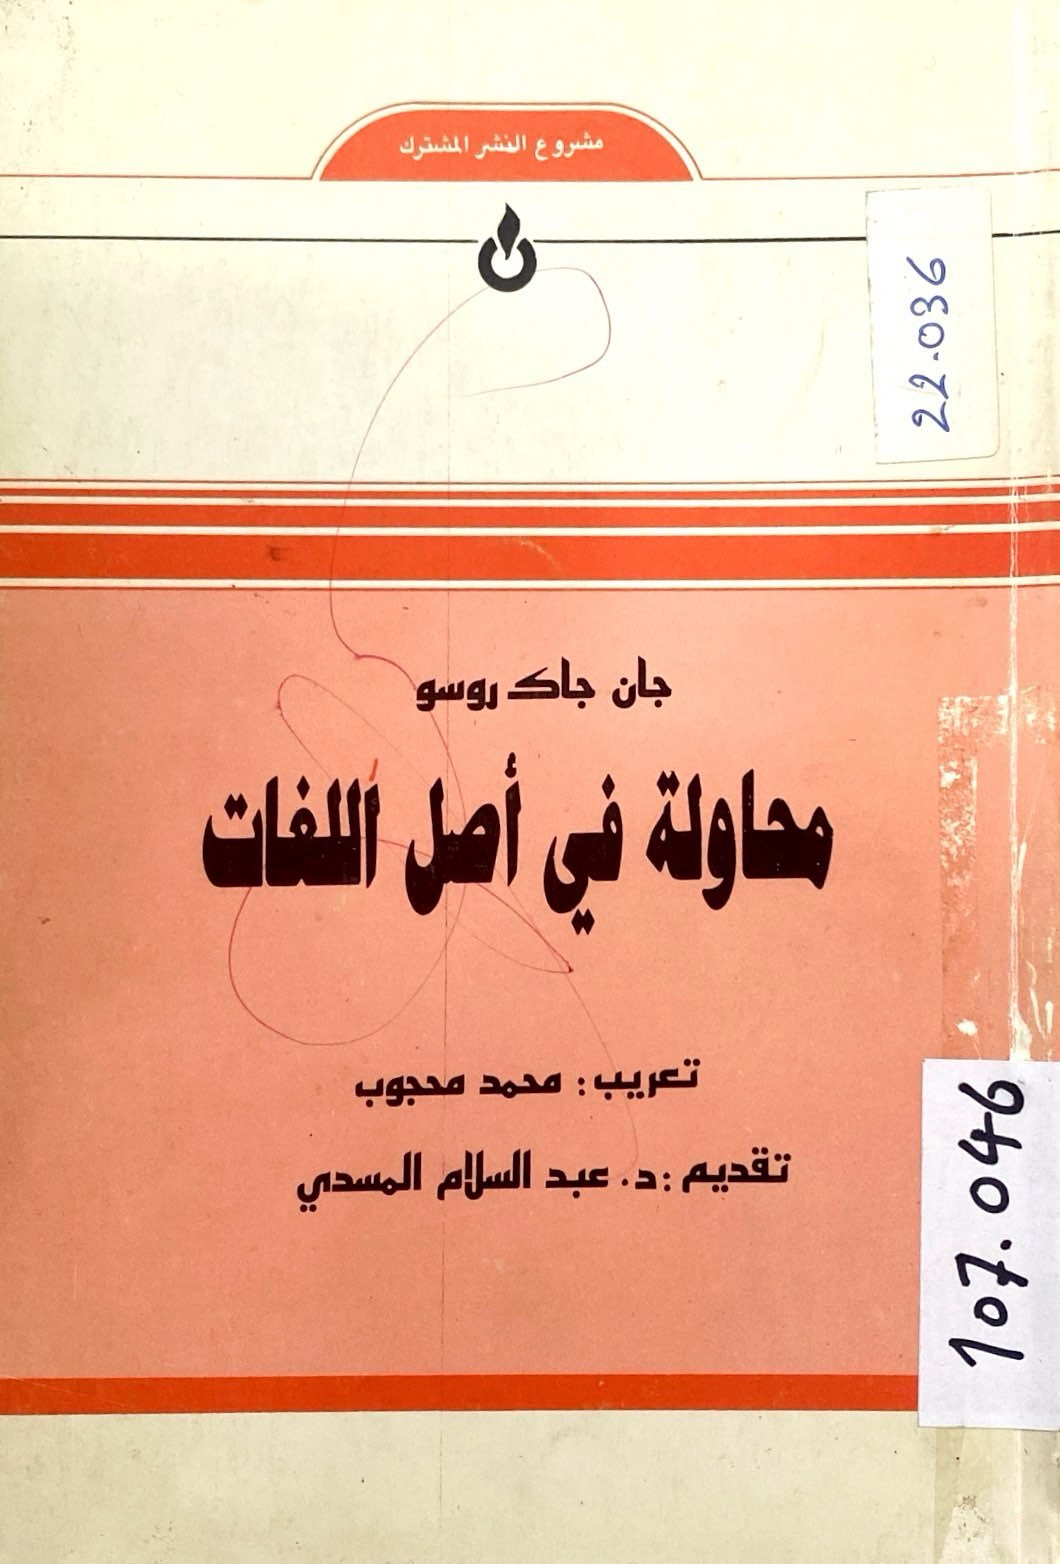 مشروع النشر المشترك
22.036
جان جاك روسو
محاولة في أصل اللغات
تعريب : محمد محجوب
تقديم : د. عبد السلام المسدي
107.046